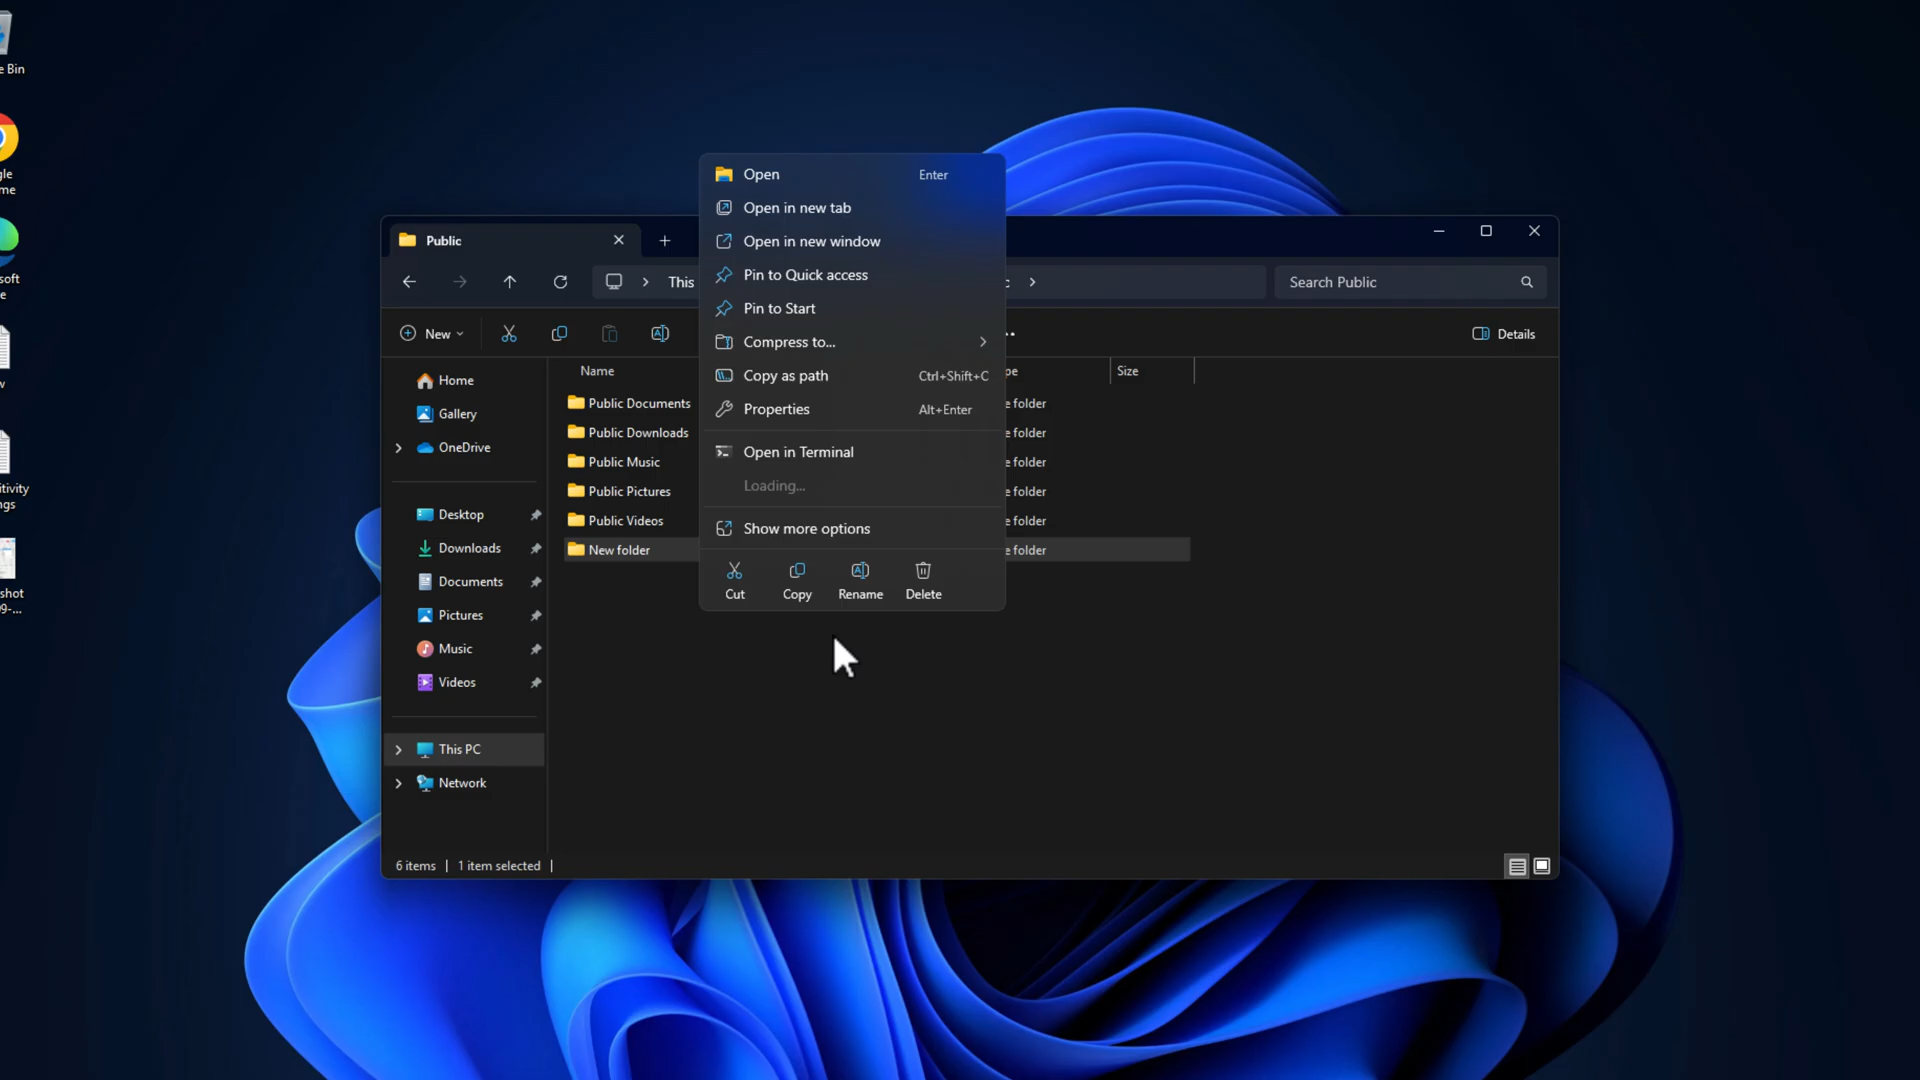 e Bin
gle
me
soft
e
w
itivity
ngs
shot
09-...
Public
This
c
Search Public
New
Details
Name
pe
Size
Home
Gallery
OneDrive
Desktop
Downloads
Documents
Pictures
Music
Videos
This PC
Network
Public Documents
e folder
Public Downloads
e folder
Public Music
e folder
Public Pictures
e folder
Public Videos
e folder
New folder
e folder
Open Enter
Open in new tab
Open in new window
Pin to Quick access
Pin to Start
Compress to...
Copy as path Ctrl+Shift+C
Properties Alt+Enter
Open in Terminal
Loading...
Show more options
Cut Copy Rename Delete
6 items 1 item selected